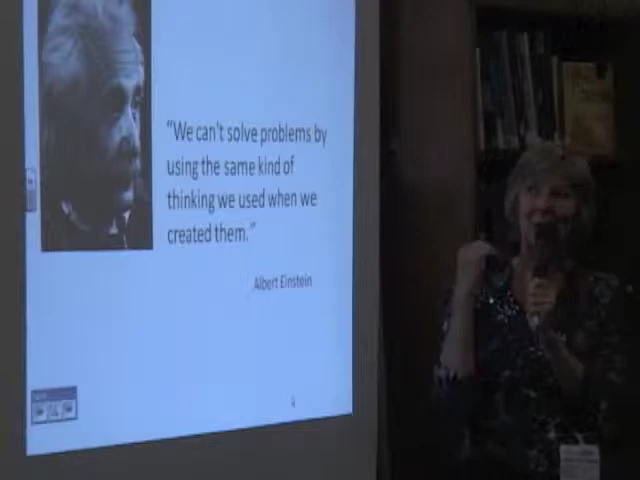 "We can't solve problems by
using the same kind of
thinking we used when we
created them."
Albert Einstein